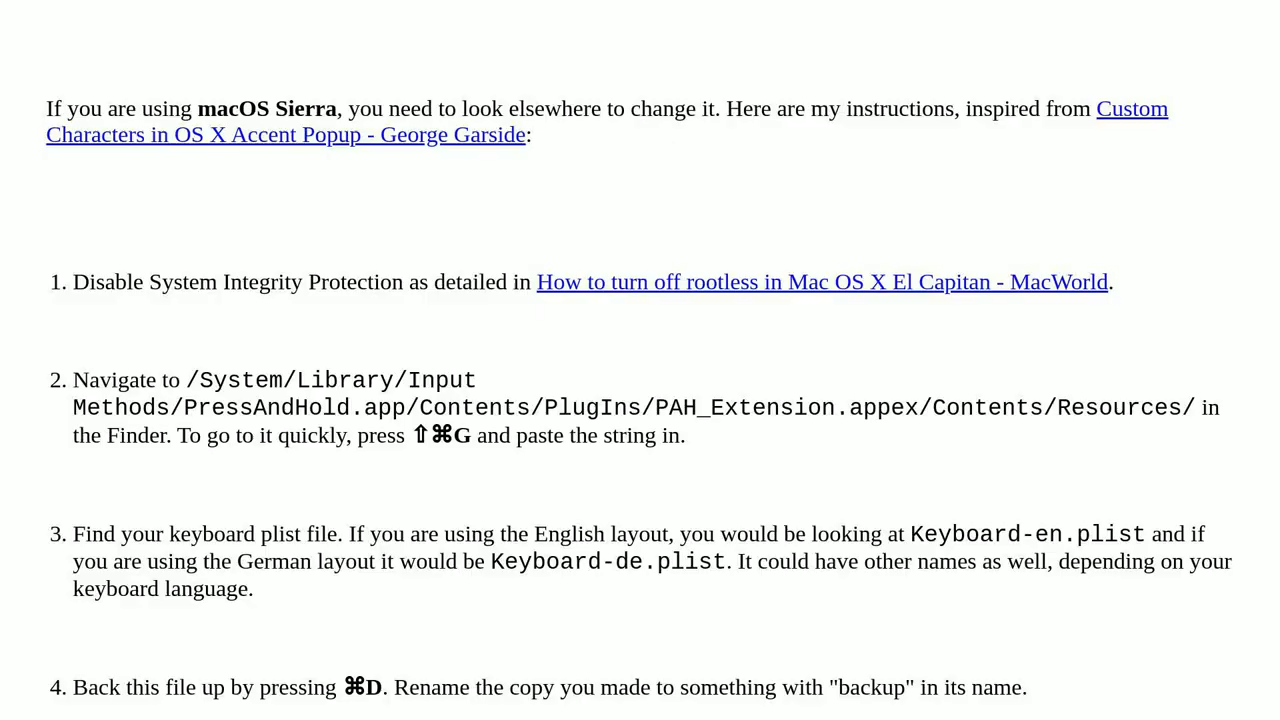 If you are using macOS Sierra, you need to look elsewhere to change it. Here are my instructions, inspired from Custom
Characters in OS X Accent Popup - George Garside:
1. Disable System Integrity Protection as detailed in How to turn off rootless in Mac OS X El Capitan - MacWorld.
2. Navigate to /System/Library/Input
Methods/PressAndHold.app/Contents/PlugIns/PAH_Extension.appex/Contents/Resources/ in
the Finder. To go to it quickly, press ⇧⌘G and paste the string in.
3. Find your keyboard plist file. If you are using the English layout, you would be looking at Keyboard-en.plist and if
you are using the German layout it would be Keyboard-de.plist. It could have other names as well, depending on your
keyboard language.
4. Back this file up by pressing ⌘D. Rename the copy you made to something with "backup" in its name.